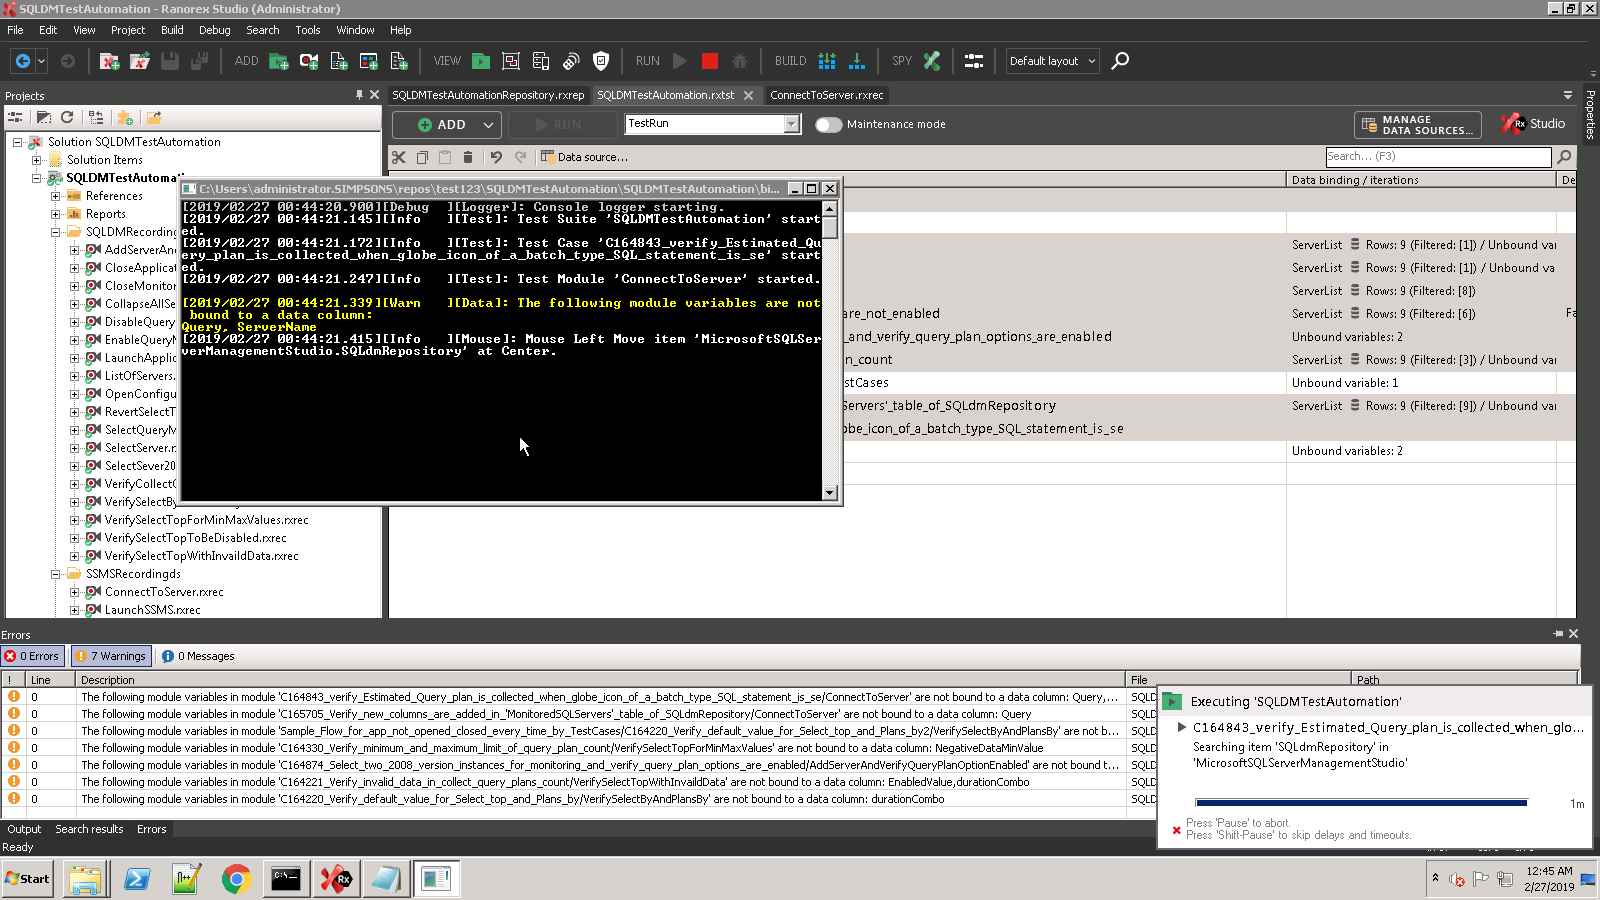 SQLDMTestAutomation - Ranorex Studio (Administrator)
File Edit View Project Build Debug Search Tools Window Help
ADD VIEW RUN BUILD SPY Default layout
Projects
SQLDMTestAutomationRepository.rxrep SQLDMTestAutomation.rxtst ConnectToServer.rxrec
Properties
ADD RUN TestRun Maintenance mode MANAGE DATA SOURCES... Rx Studio
Data source... Search... (F3)
Solution SQLDMTestAutomation
Solution Items
SQLDMTestAutomati
References
Reports
SQLDMRecording
AddServerAn
CloseApplicat
CloseMonitor
CollapseAllSe
DisableQuery
EnableQueryM
LaunchApplic
ListOfServers.
OpenConfigu
RevertSelectT
SelectQueryM
SelectServer.r
SelectSever20
VerifyCollectC
VerifySelectBy
VerifySelectTopForMinMaxValues.rxrec
VerifySelectTopToBeDisabled.rxrec
VerifySelectTopWithInvaildData.rxrec
SSMSRecordingds
ConnectToServer.rxrec
LaunchSSMS.rxrec
C:\Users\administrator.SIMPSONS\repos\test123\SQLDMTestAutomation\SQLDMTestAutomation\bi...
[2019/02/27 00:44:20.900][Debug ][Logger]: Console logger starting.
[2019/02/27 00:44:21.145][Info ][Test]: Test Suite 'SQLDMTestAutomation' start
ed.
[2019/02/27 00:44:21.172][Info ][Test]: Test Case 'C164843_verify_Estimated_Qu
ery_plan_is_collected_when_globe_icon_of_a_batch_type_SQL_statement_is_se' start
ed.
[2019/02/27 00:44:21.247][Info ][Test]: Test Module 'ConnectToServer' started.
[2019/02/27 00:44:21.339][Warn ][Data]: The following module variables are not
bound to a data column:
Query, ServerName
[2019/02/27 00:44:21.415][Info ][Mouse]: Mouse Left Move item 'MicrosoftSQLSer
verManagementStudio.SQLdmRepository' at Center.
Data binding / iterations De
ServerList Rows: 9 (Filtered: [1]) / Unbound var
ServerList Rows: 9 (Filtered: [1]) / Unbound va
ServerList Rows: 9 (Filtered: [8])
are_not_enabled ServerList Rows: 9 (Filtered: [6]) Fa
_and_verify_query_plan_options_are_enabled Unbound variables: 2
n_count ServerList Rows: 9 (Filtered: [3]) / Unbound var
stCases Unbound variable: 1
Servers'_table_of_SQLdmRepository ServerList Rows: 9 (Filtered: [9]) / Unbound var
obe_icon_of_a_batch_type_SQL_statement_is_se
Unbound variables: 2
Errors
0 Errors 7 Warnings 0 Messages
! Line Description File Path
0 The following module variables in module 'C164843_verify_Estimated_Query_plan_is_collected_when_globe_icon_of_a_batch_type_SQL_statement_is_se/ConnectToServer' are not bound to a data column: Query,... SQLD
0 The following module variables in module 'C165705_Verify_new_columns_are_added_in_'MonitoredSQLServers'_table_of_SQLdmRepository/ConnectToServer' are not bound to a data column: Query SQLD
0 The following module variables in module 'Sample_Flow_for_app_not_opened_closed_every_time_by_TestCases/C164220_Verify_default_value_for_Select_top_and_Plans_by2/VerifySelectByAndPlansBy' are not b... SQLD
0 The following module variables in module 'C164330_Verify_minimum_and_maximum_limit_of_query_plan_count/VerifySelectTopForMinMaxValues' are not bound to a data column: NegativeDataMinValue SQLD
0 The following module variables in module 'C164874_Select_two_2008_version_instances_for_monitoring_and_verify_query_plan_options_are_enabled/AddServerAndVerifyQueryPlanOptionEnabled' are not bound t... SQLD
0 The following module variables in module 'C164221_Verify_invalid_data_in_collect_query_plans_count/VerifySelectTopWithInvaildData' are not bound to a data column: EnabledValue,durationCombo SQLD
0 The following module variables in module 'C164220_Verify_default_value_for_Select_top_and_Plans_by/VerifySelectByAndPlansBy' are not bound to a data column: durationCombo SQLD
Executing 'SQLDMTestAutomation'
C164843_verify_Estimated_Query_plan_is_collected_when_glo...
Searching item 'SQLdmRepository' in
'MicrosoftSQLServerManagementStudio'
1m
Press 'Pause' to abort.
Press 'Shift-Pause' to skip delays and timeouts.
Output Search results Errors
Ready
Start
12:45 AM
2/27/2019